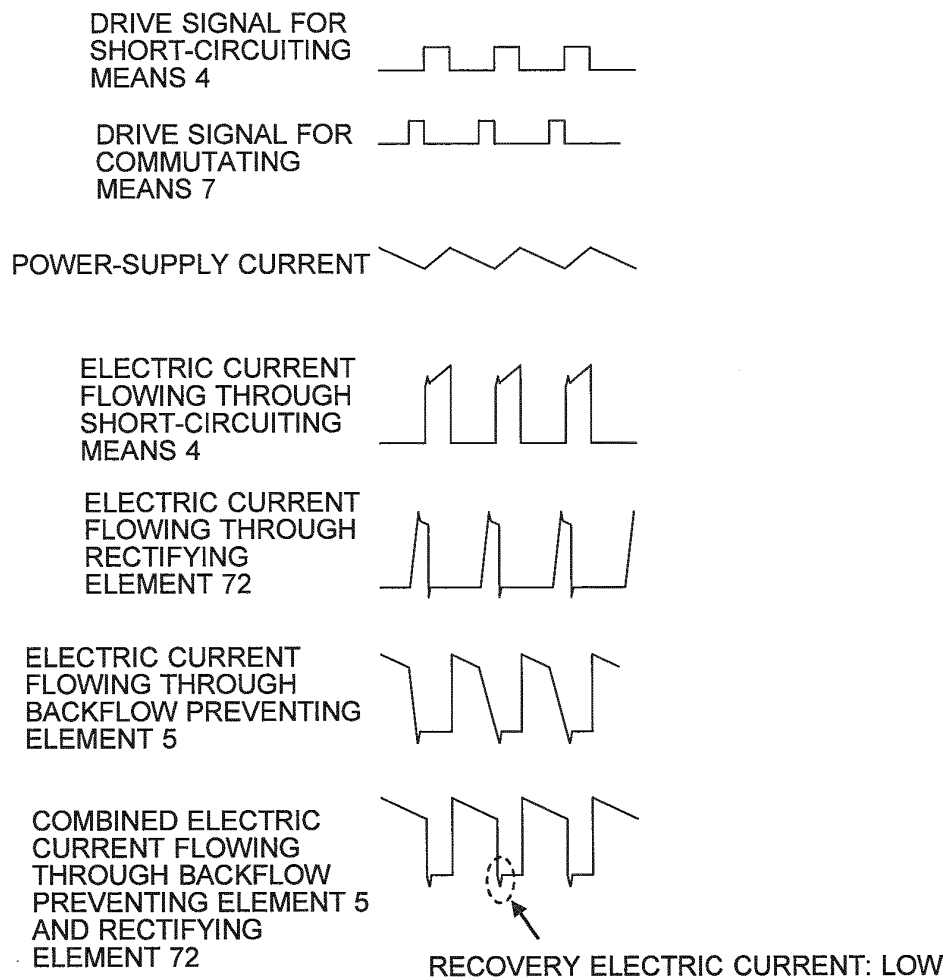 DRIVE SIGNAL FOR
SHORT-CIRCUITING
MEANS 4
DRIVE SIGNAL FOR
COMMUTATING
MEANS 7
POWER-SUPPLY CURRENT
ELECTRIC CURRENT
FLOWING THROUGH
SHORT-CIRCUITING
MEANS 4
ELECTRIC CURRENT
FLOWING THROUGH
RECTIFYING
ELEMENT 72
ELECTRIC CURRENT
FLOWING THROUGH
BACKFLOW PREVENTING
ELEMENT 5
COMBINED ELECTRIC
CURRENT FLOWING
THROUGH BACKFLOW
PREVENTING ELEMENT 5
AND RECTIFYING
ELEMENT 72
RECOVERY ELECTRIC CURRENT: LOW